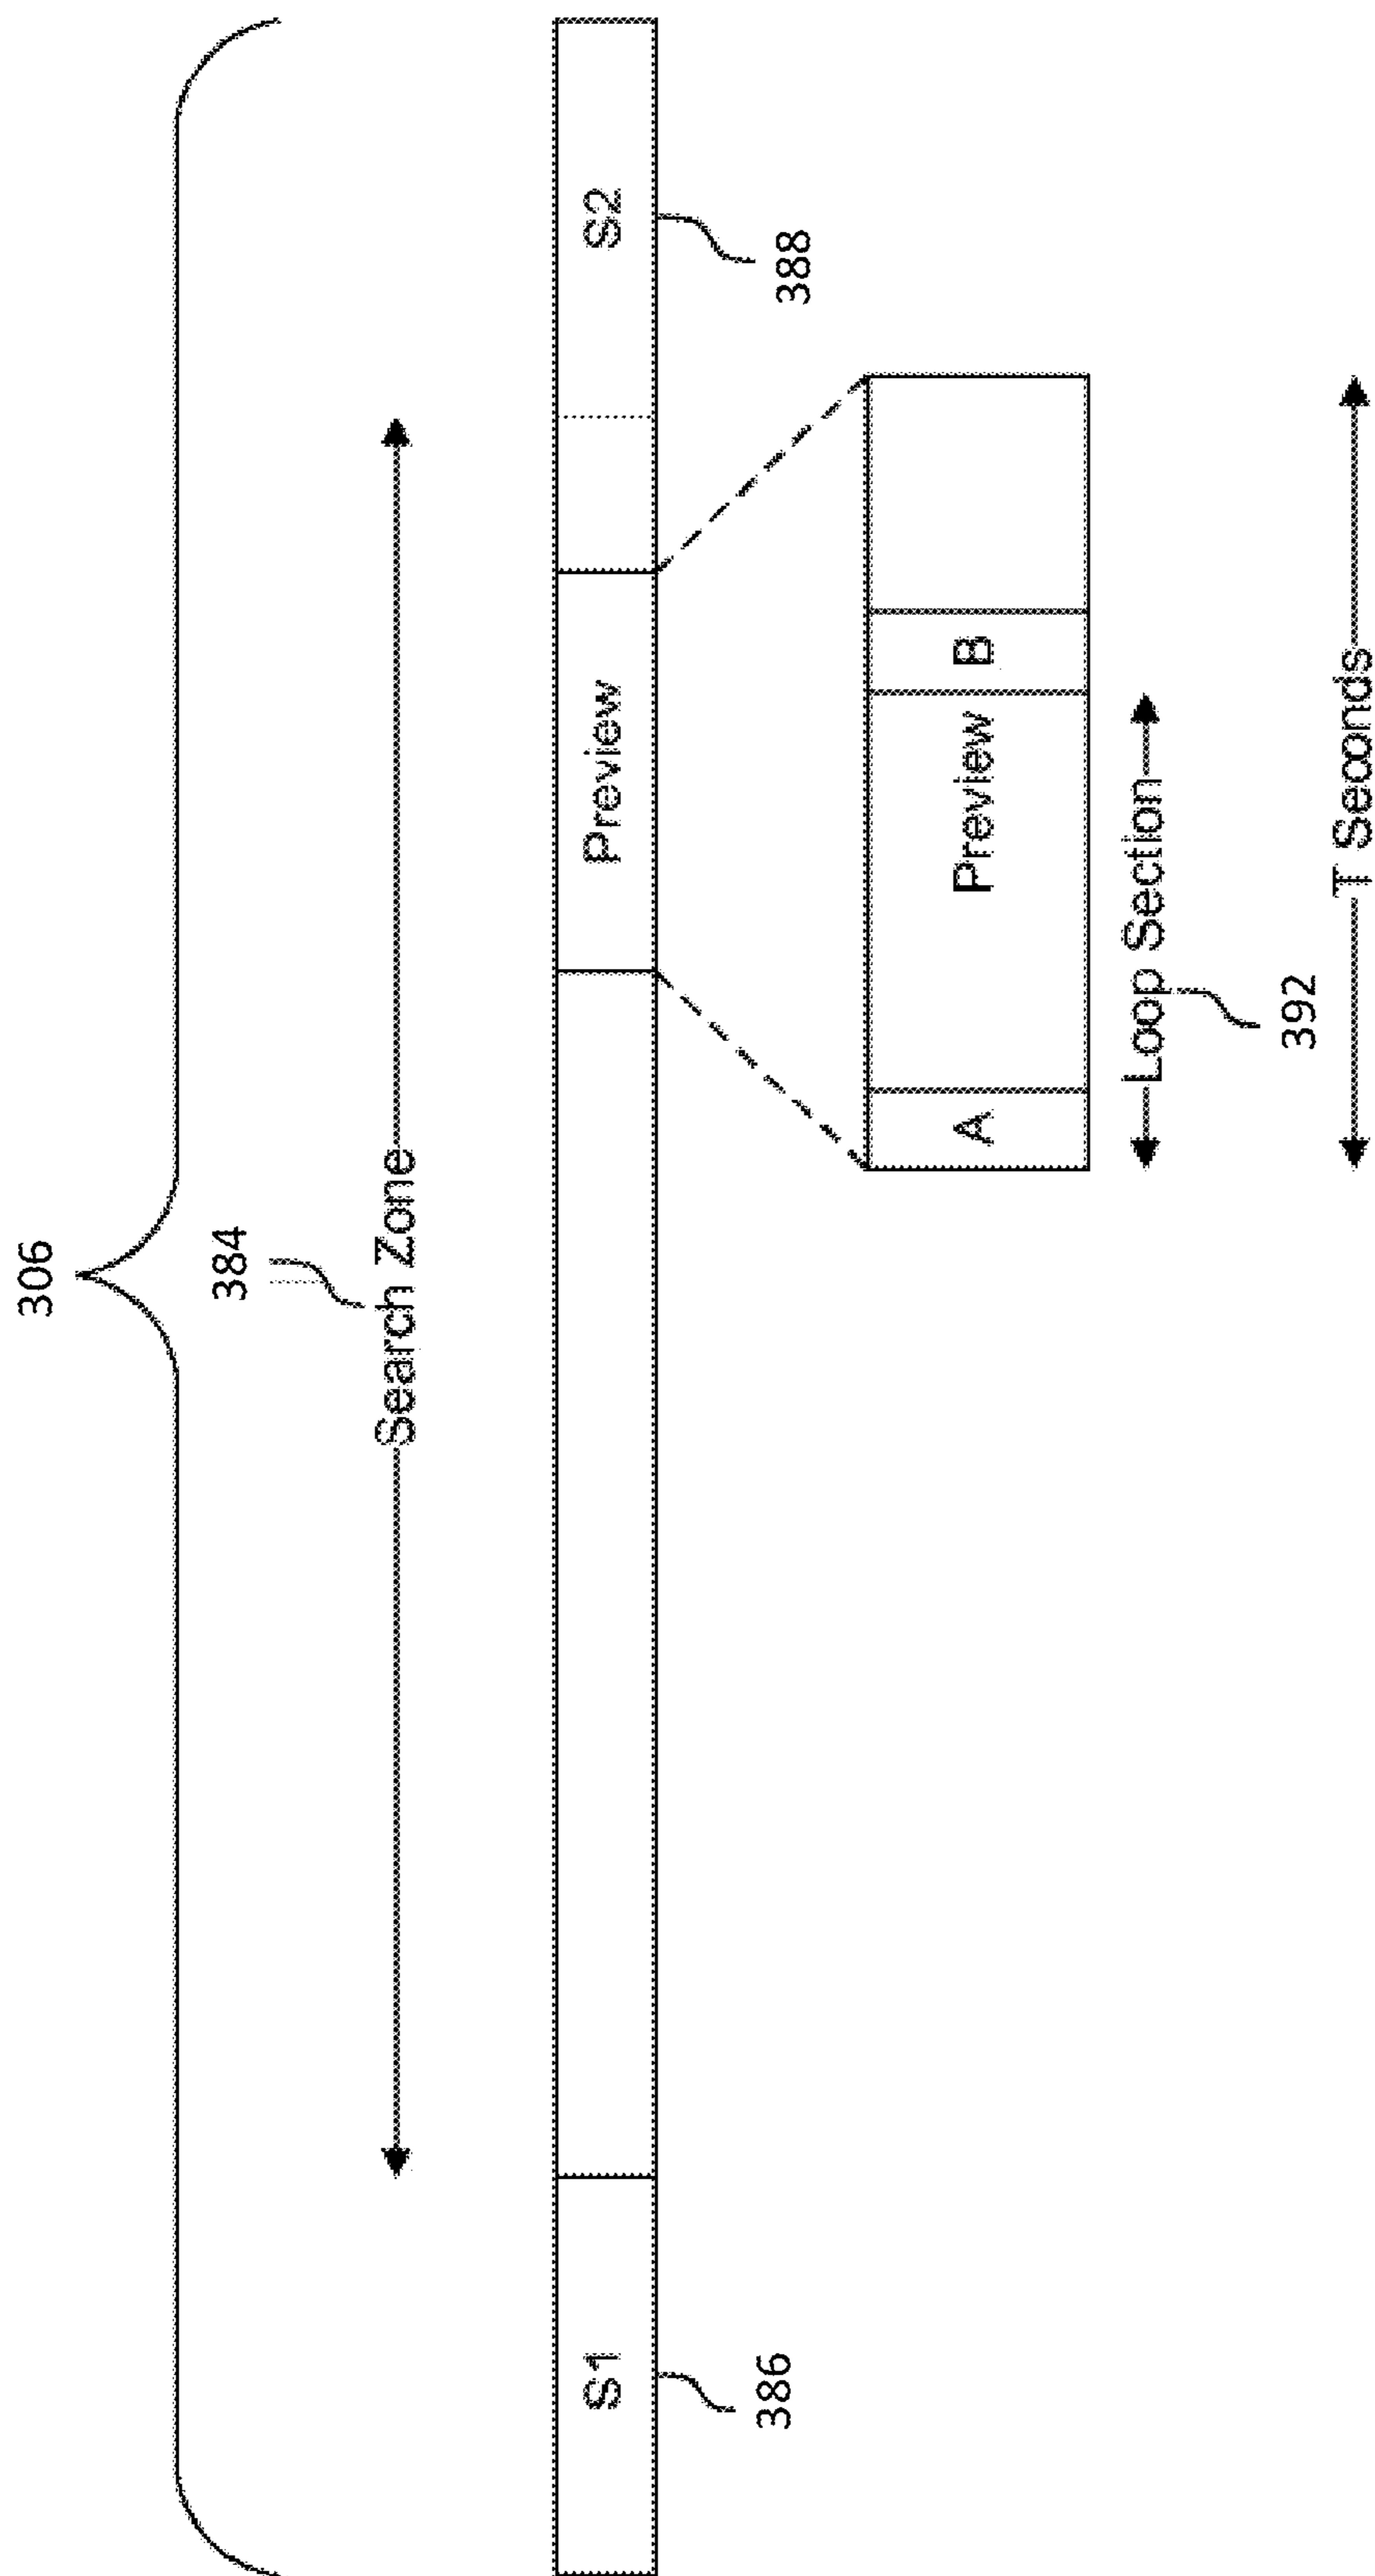 306
384
Search Zone
S1
Preview
S2
386
388
A
Preview
B
Loop Section
392
T Seconds